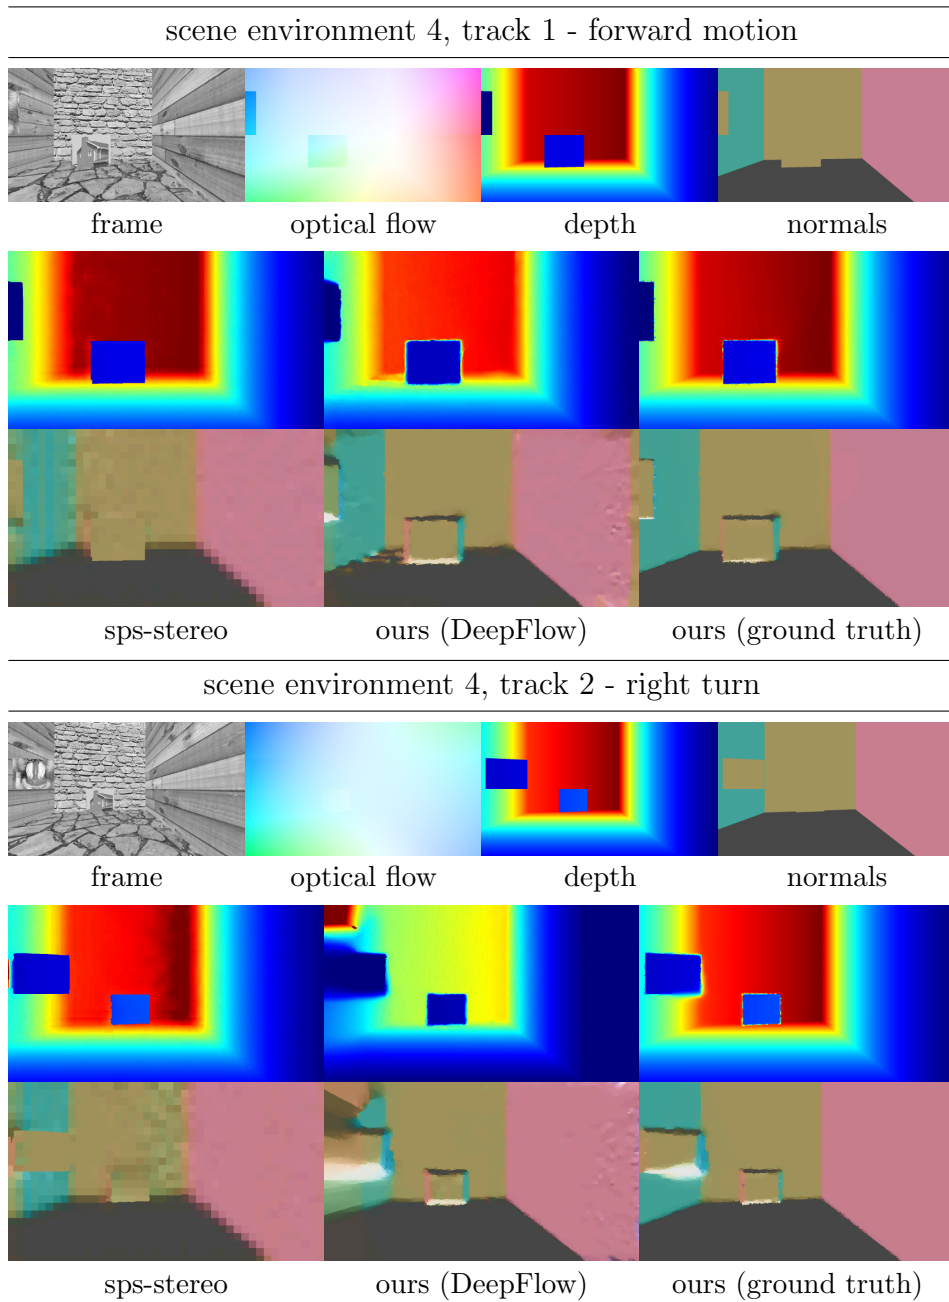 scene environment 4, track 1 - forward motion
frame optical flow depth normals
sps-stereo ours (DeepFlow) ours (ground truth)
scene environment 4, track 2 - right turn
frame optical flow depth normals
sps-stereo ours (DeepFlow) ours (ground truth)